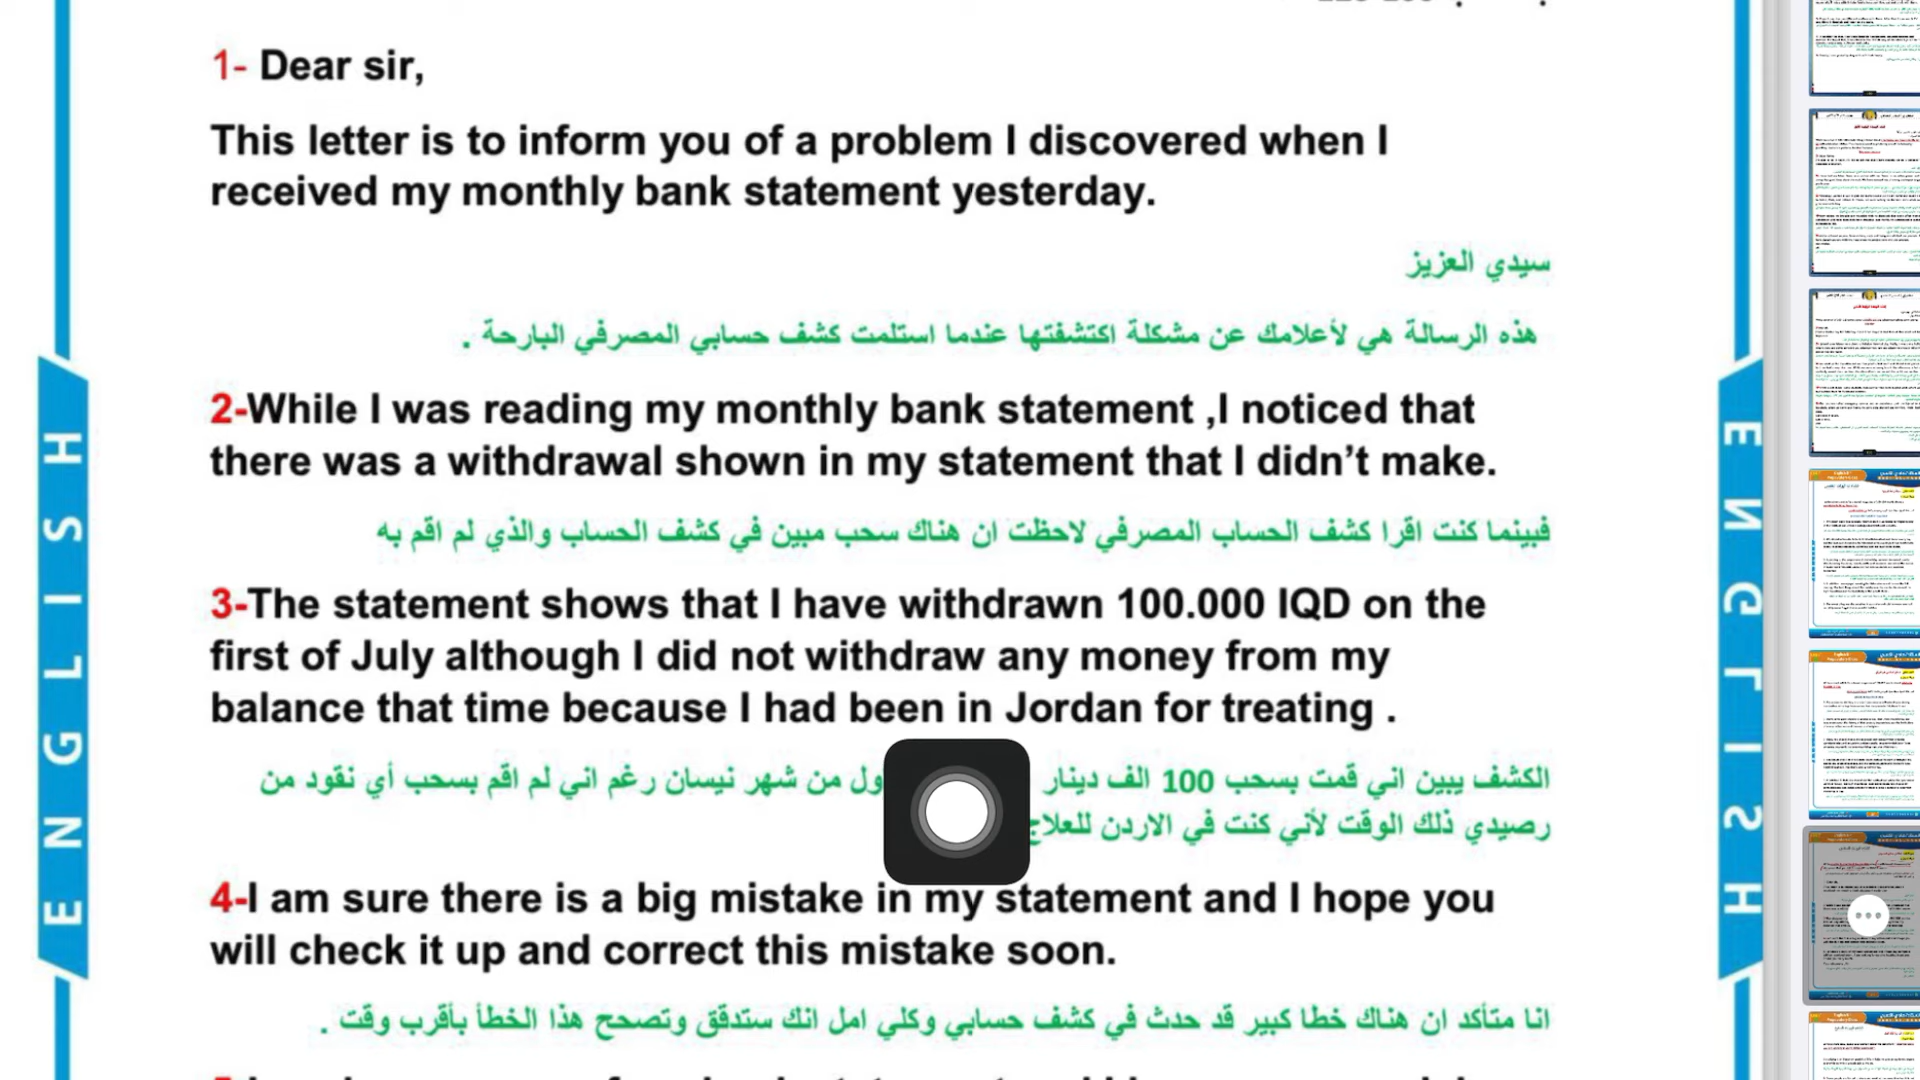 1- Dear sir,
This letter is to inform you of a problem I discovered when I
received my monthly bank statement yesterday.
سيدي العزيز
هذه الرسالة هي لأعلامك عن مشكلة اكتشفتها عندما استلمت كشف حسابي المصرفي البارحة .
2-While I was reading my monthly bank statement ,I noticed that
there was a withdrawal shown in my statement that I didn’t make.
فبينما كنت اقرا كشف الحساب المصرفي لاحظت ان هناك سحب مبين في كشف الحساب والذي لم اقم به
3-The statement shows that I have withdrawn 100.000 IQD on the
first of July although I did not withdraw any money from my
balance that time because I had been in Jordan for treating .
الكشف يبين اني قمت بسحب 100 الف دينار ول من شهر نيسان رغم اني لم اقم بسحب أي نقود من
رصيدي ذلك الوقت لأني كنت في الاردن للعلاج
4-I am sure there is a big mistake in my statement and I hope you
will check it up and correct this mistake soon.
انا متأكد ان هناك خطا كبير قد حدث في كشف حسابي وكلي امل انك ستدقق وتصحح هذا الخطأ بأقرب وقت .
ENGLISH
ENGLISH